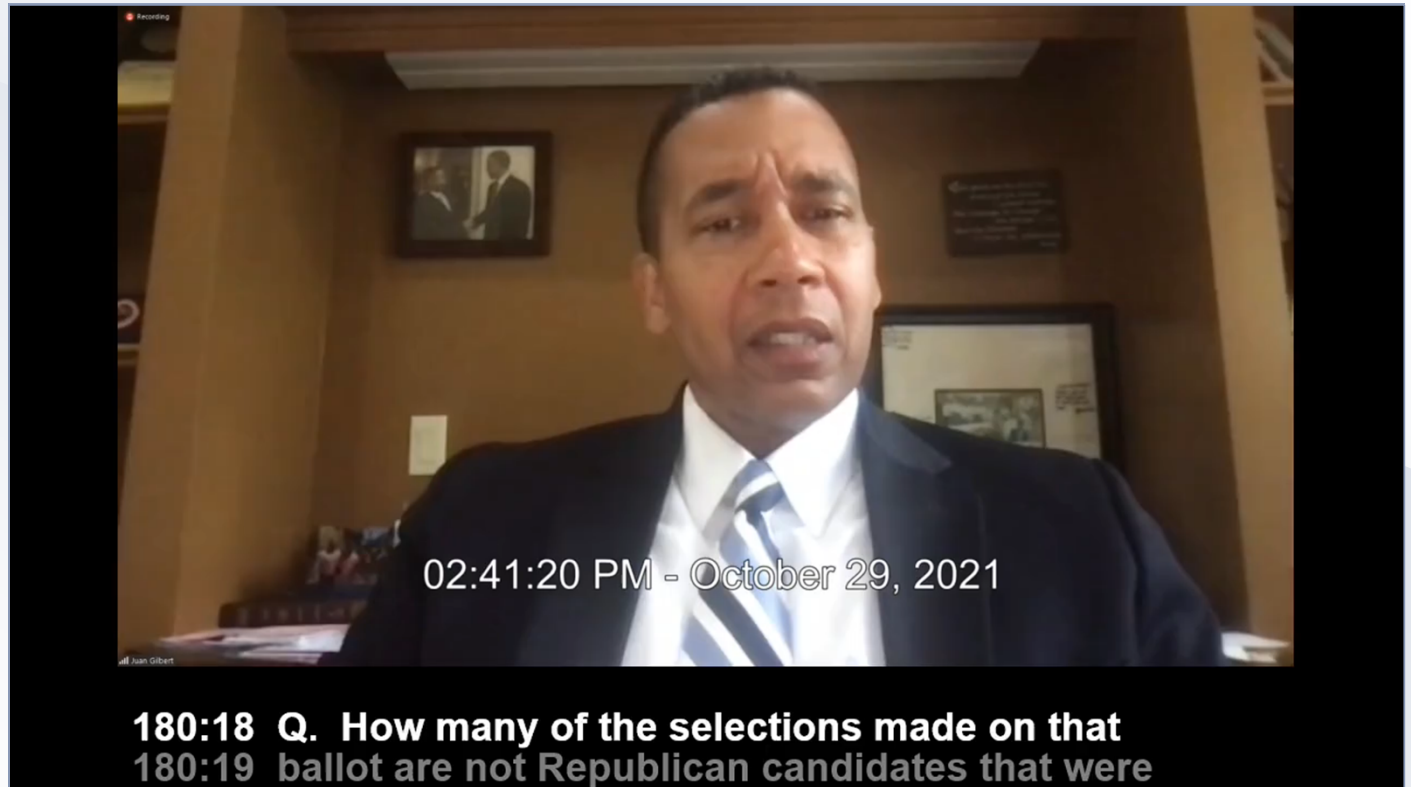 Recording
02:41:20 PM - October 29, 2021
Juan Gilbert
180:18 Q. How many of the selections made on that
180:19 ballot are not Republican candidates that were